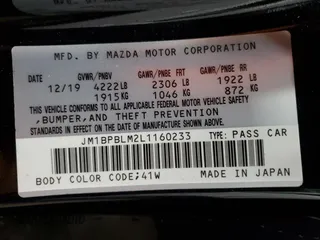 MFD. BY MAZDA MOTOR CORPORATION
GVWR/PNBV GAWR/PNBE FRT GAWR/PNBE RR
12/19 4222LB 2306 LB 1922 LB
1915KG 1046 KG 872 KG
THIS VEHICLE CONFORMS TO ALL APPLICABLE FEDERAL MOTOR VEHICLE SAFETY
,BUMPER,AND THEFT PREVENTION
STANDARDS IN EFFECT ON THE DATE OF MANUFACTURE SHOWN ABOVE.
JM1BPBLM2L1160233 TYPE: PASS CAR
BODY COLOR CODE;41W MADE IN JAPAN